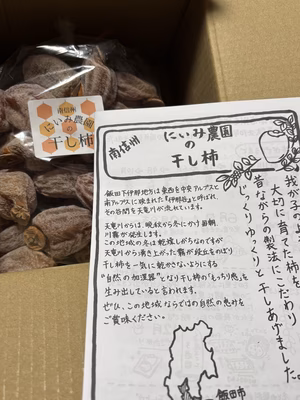 南信州
にいみ農園
の
干し柿
南信州
にいみ農園
の
干し柿
飯田下伊那地方は東西を中央アルプスと
南アルプスに挟まれた「伊那谷」と呼ばれ、
その谷間を天竜川が流れています。
天竜川からは、晩秋から冬にかけ毎朝
川霧が発生します。
この地域の冬は乾燥しがちなのですが
天竜川から沸き上がった霧が段丘をのぼり
干し柿を一気に乾かさないようにする
"自然の加湿器"となり干し柿の"もっちり感"を
生み出していると言われます。
ぜひ、この地域ならではの自然の恵みを
ご賞味ください。
我が子のよ
大切に育てた柿を
昔ながらの製法にこだわり
じっくりゆっくりと干しあげました。
飯田市